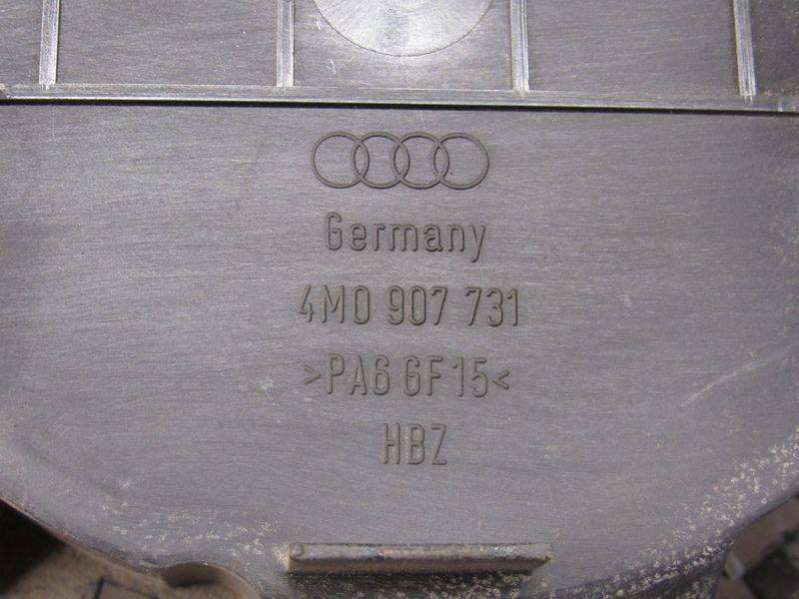 Germany
4M0 907 731
>PA6 GF15<
HBZ